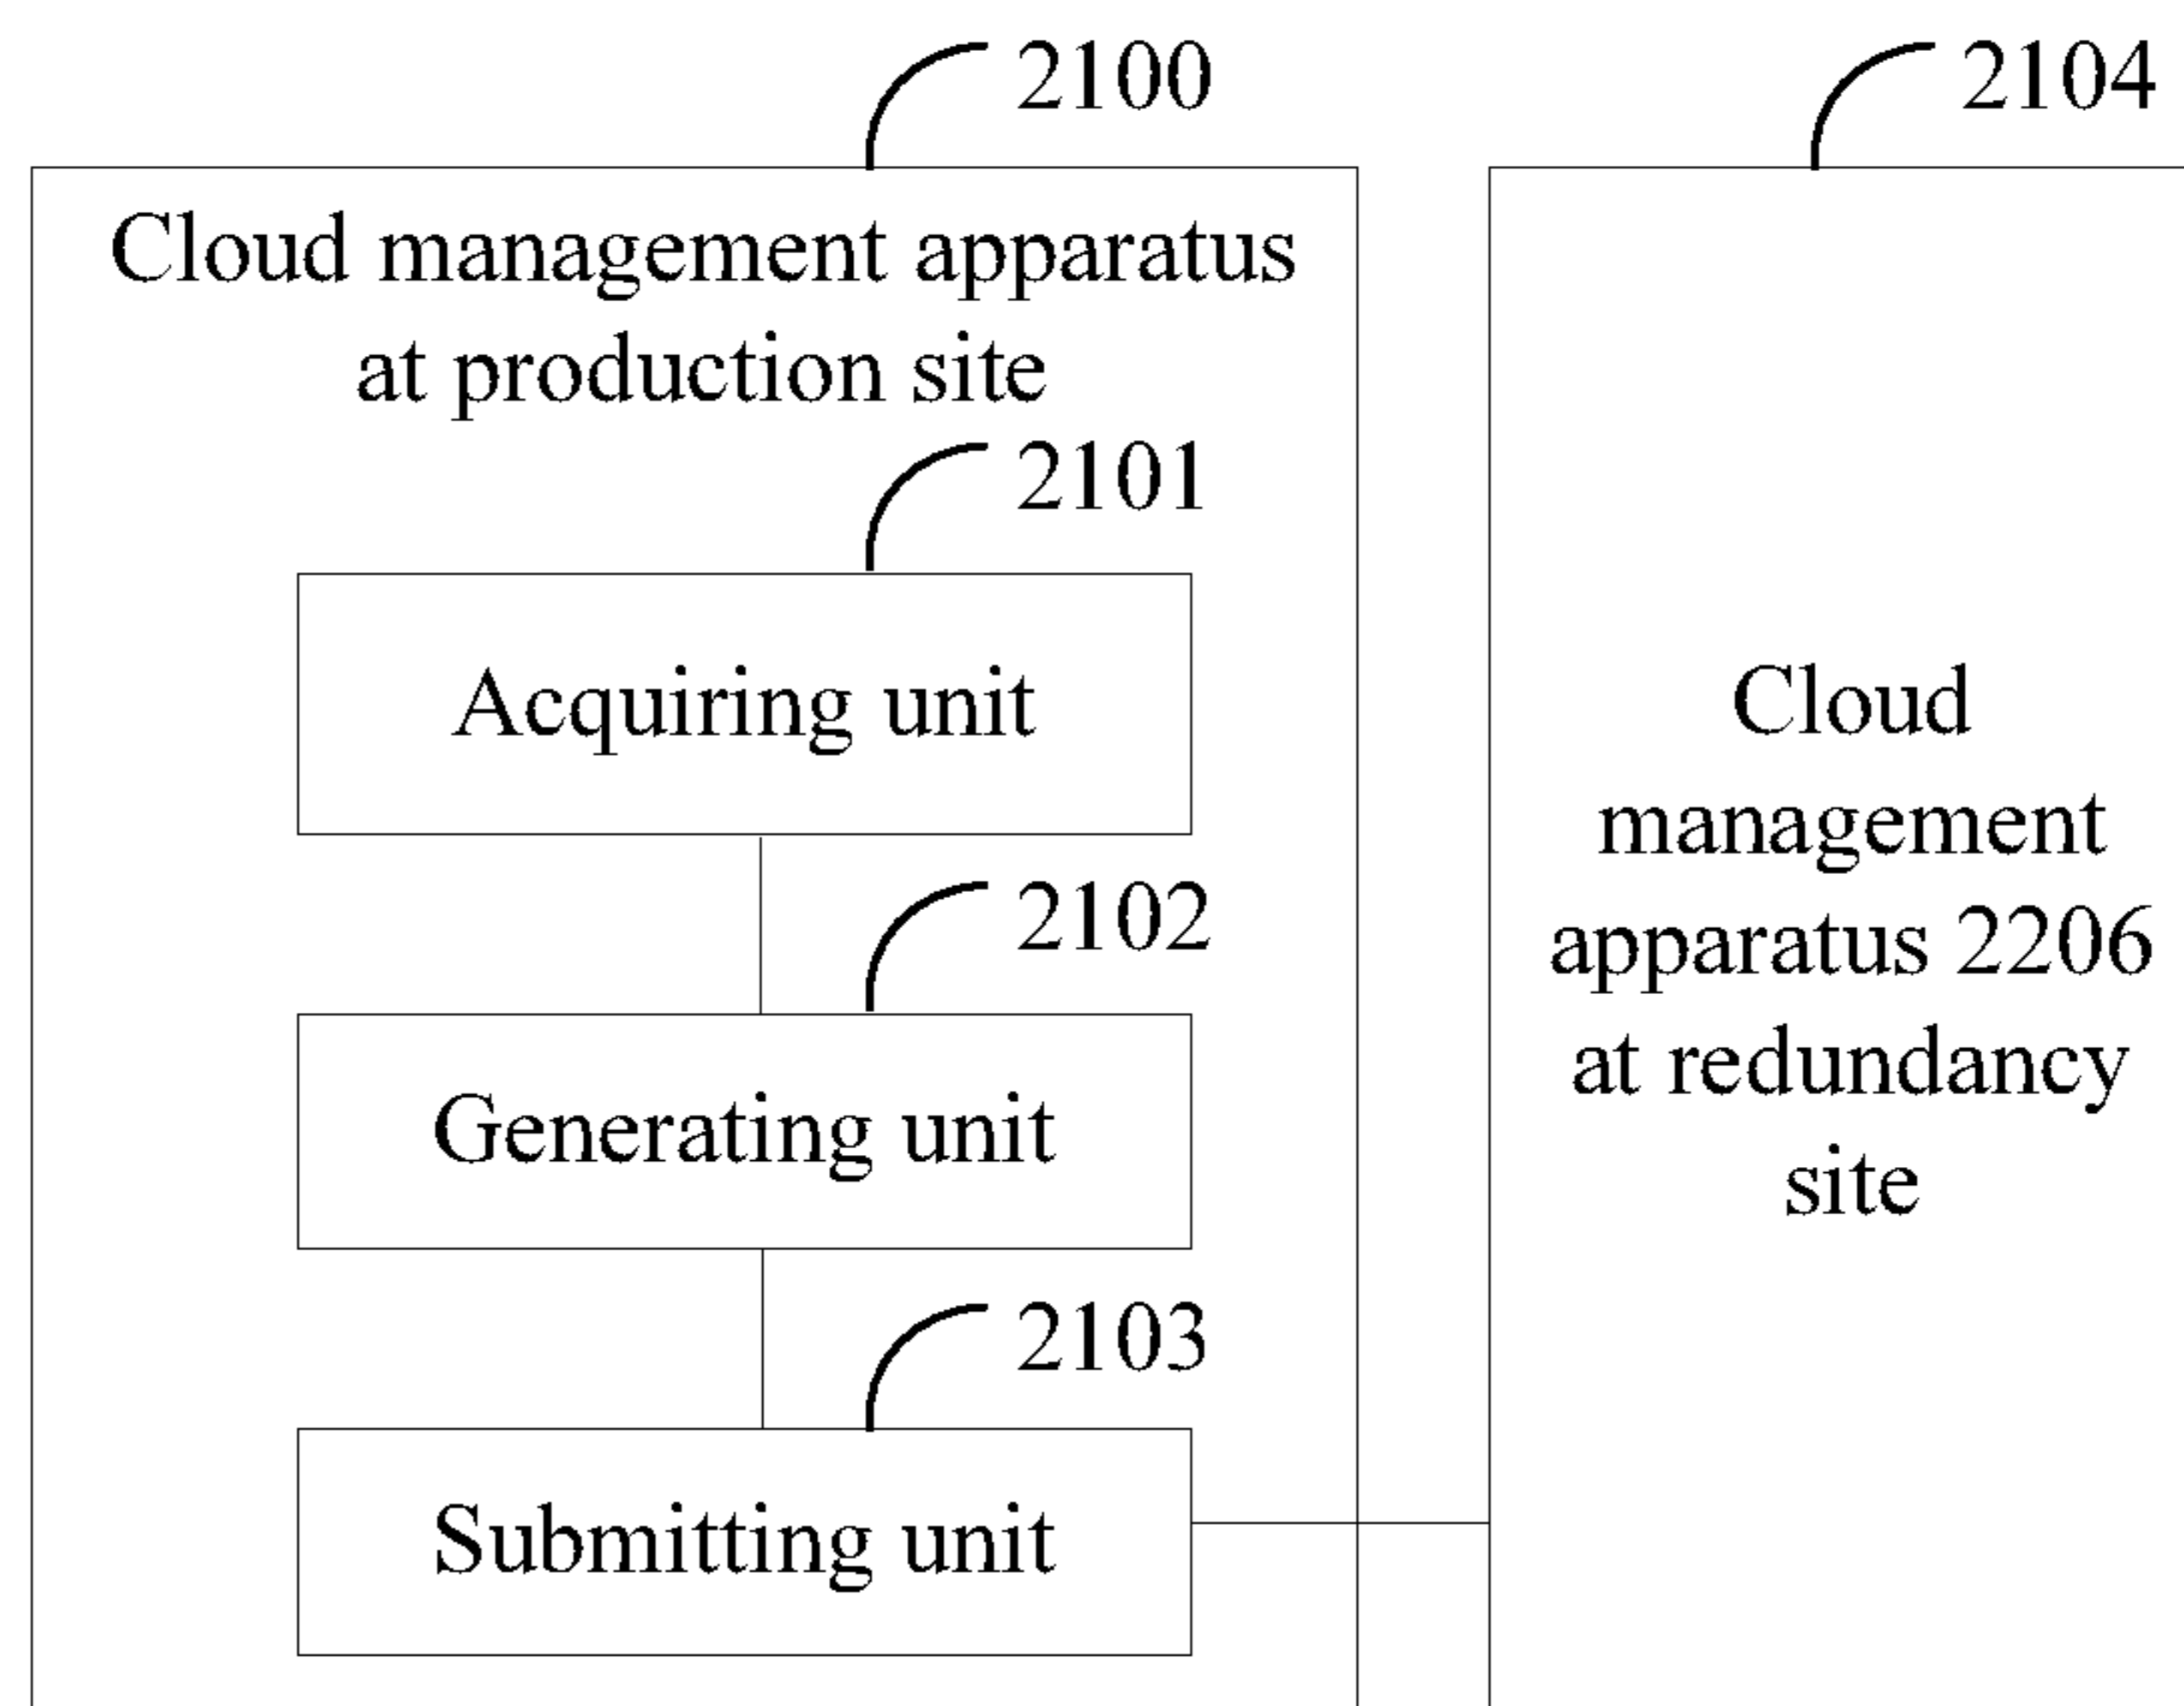 2100
Cloud management apparatus
at production site
2101
Acquiring unit
2102
Generating unit
2103
Submitting unit
2104
Cloud
management
apparatus 2206
at redundancy
site